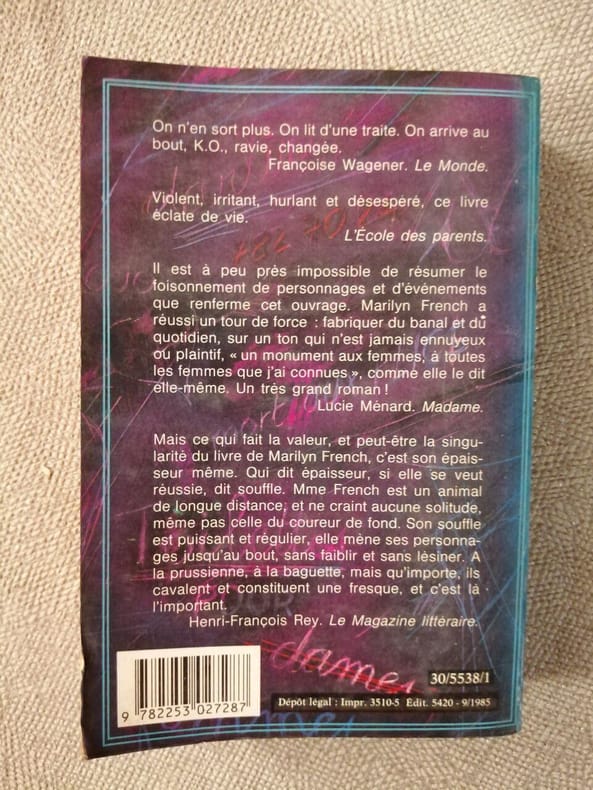 On n'en sort plus. On lit d'une traite. On arrive au
bout, K.O., ravie, changée.
Françoise Wagener. Le Monde.
Violent, irritant, hurlant et désespéré, ce livre
éclate de vie.
L'École des parents.
Il est à peu près impossible de résumer le
foisonnement de personnages et d'événements
que renferme cet ouvrage. Marilyn French a
réussi un tour de force : fabriquer du banal et du
quotidien, sur un ton qui n'est jamais ennuyeux
ou plaintif, « un monument aux femmes, à toutes
les femmes que j'ai connues », comme elle le dit
elle-même. Un très grand roman !
Lucie Ménard. Madame.
Mais ce qui fait la valeur, et peut-être la singu-
larité du livre de Marilyn French, c'est son épais-
seur même. Qui dit épaisseur, si elle se veut
réussie, dit souffle. Mme French est un animal
de longue distance, et ne craint aucune solitude,
même pas celle du coureur de fond. Son souffle
est puissant et régulier, elle mène ses personna-
ges jusqu'au bout, sans faiblir et sans lésiner. A
la prussienne, à la baguette, mais qu'importe, ils
cavalent et constituent une fresque, et c'est là
l'important.
Henri-François Rey. Le Magazine littéraire.
POUR
dames
30/5538/1
9 782253 027287
Dépôt légal : Impr. 3510-5 Édit. 5420 - 9/1985